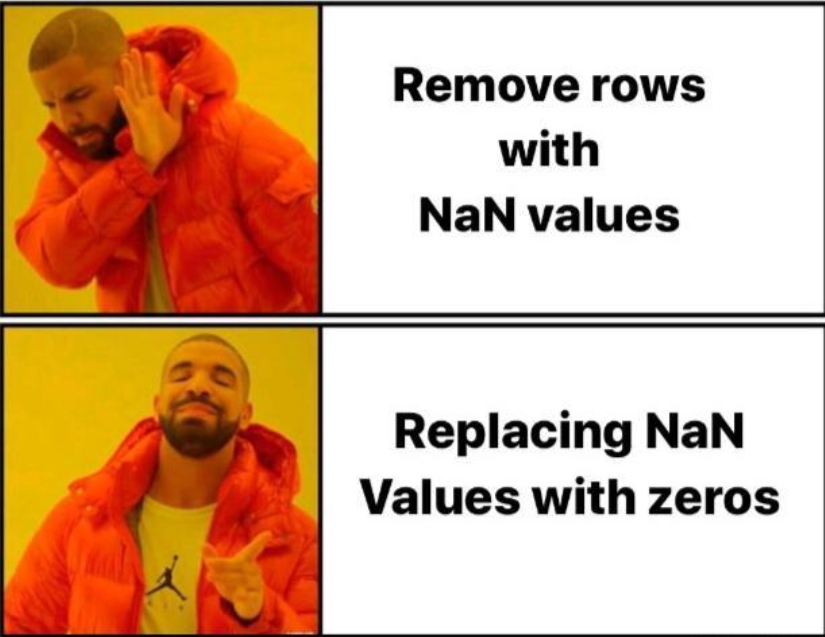 Remove rows
with
NaN values
Replacing NaN
Values with zeros